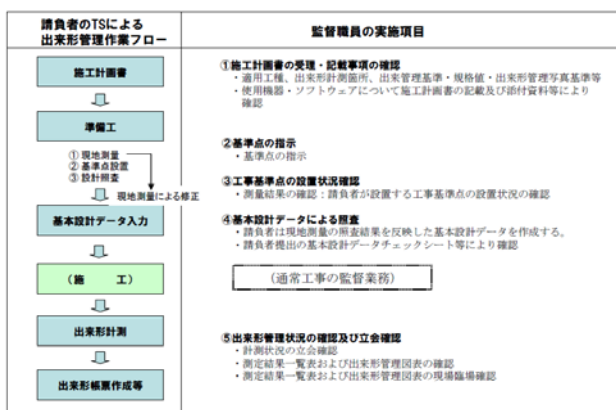 請負者のTSによる
出来形管理作業フロー
監督職員の実施項目
施工計画書
準備工
① 現地測量
② 基準点設置
③ 設計照査
現地測量による修正
基本設計データ入力
（施　　工）
出来形計測
出来形帳票作成等
①施工計画書の受理・記載事項の確認
・適用工種、出来形計測箇所、出来管理基準・規格値・出来形管理写真基準等
・使用機器・ソフトウェアについて施工計画書の記載及び添付資料等により
確認
②基準点の指示
・基準点の指示
③工事基準点の設置状況確認
・測量結果の確認：請負者が設置する工事基準点の設置状況の確認
④基本設計データによる照査
・請負者は現地測量の照査結果を反映した基本設計データを作成する。
・請負者提出の基本設計データチェックシート等により確認
（通常工事の監督業務）
⑤出来形管理状況の確認及び立会確認
・計測状況の立会確認
・測定結果一覧表および出来形管理図表の確認
・測定結果一覧表および出来形管理図表の現場臨場確認